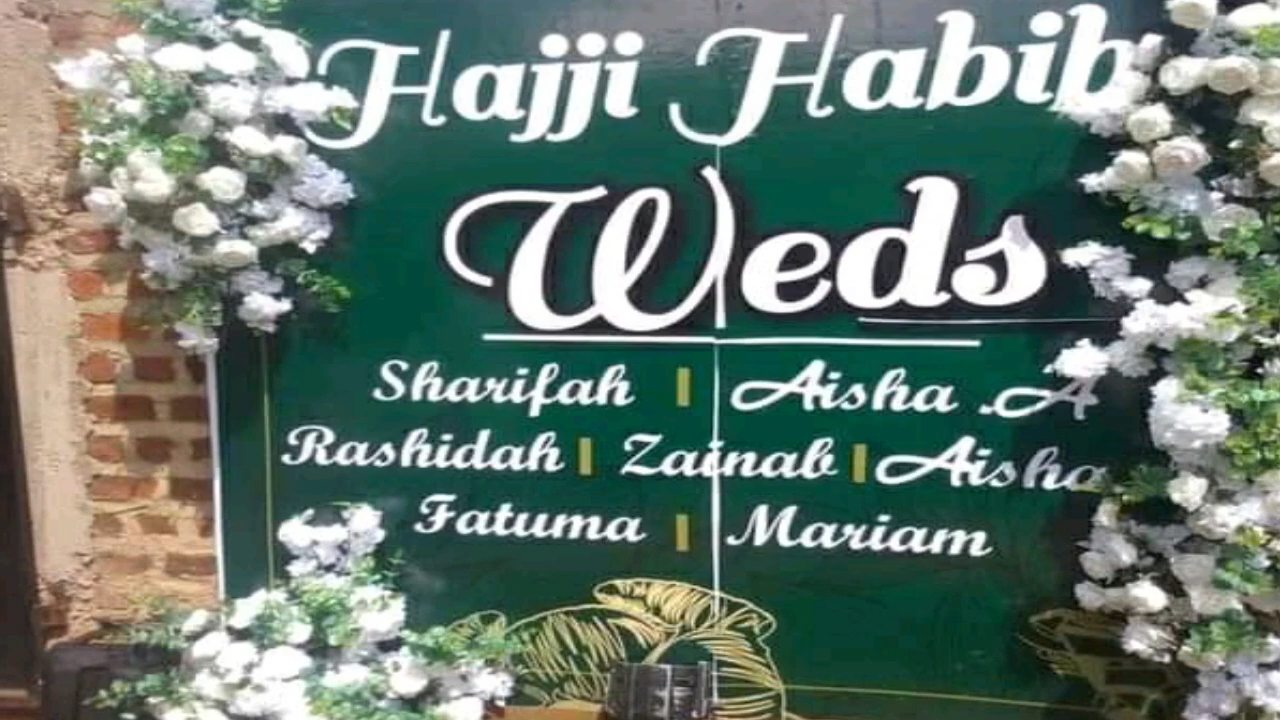 Hajji Habib
Weds
Sharifah | Aisha .A
Rashidah | Zainab | Aisha
Fatuma | Mariam